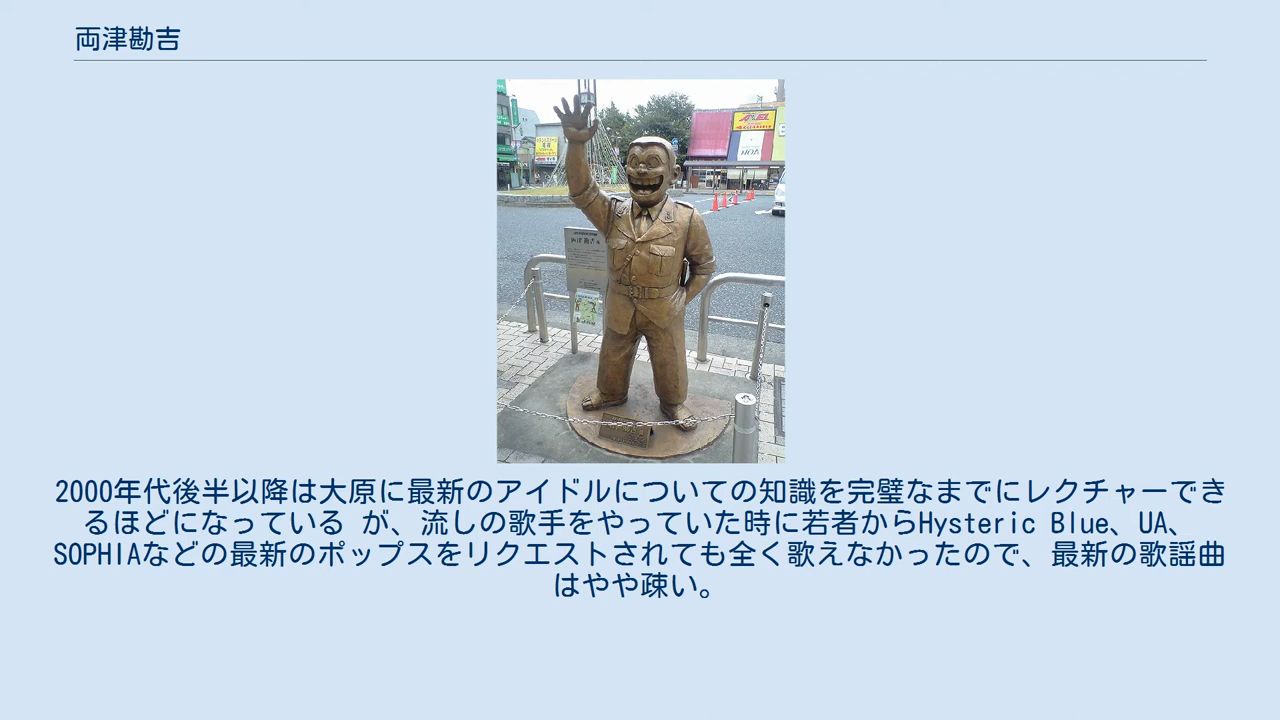 両津勘吉
2000年代後半以降は大原に最新のアイドルについての知識を完璧なまでにレクチャーでき
るほどになっている が、流しの歌手をやっていた時に若者からHysteric Blue、UA、
SOPHIAなどの最新のポップスをリクエストされても全く歌えなかったので、最新の歌謡曲
はやや疎い。